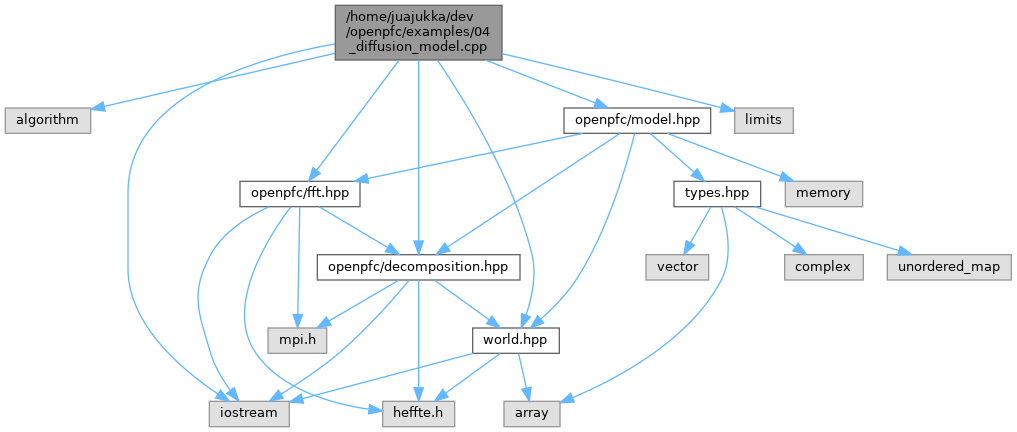 /home/juajukka/dev
/openpfc/examples/04
_diffusion_model.cpp
algorithm
openpfc/model.hpp
limits
openpfc/fft.hpp
types.hpp
memory
openpfc/decomposition.hpp
vector
complex
unordered_map
mpi.h
world.hpp
iostream
heffte.h
array